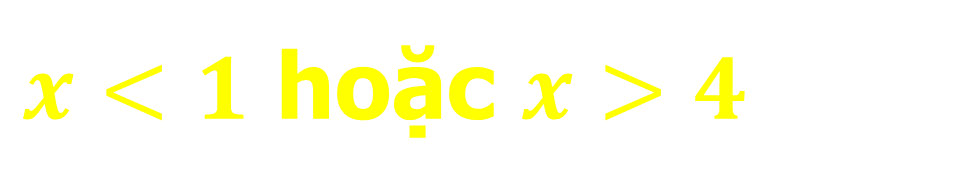 x < 1 hoặc x > 4